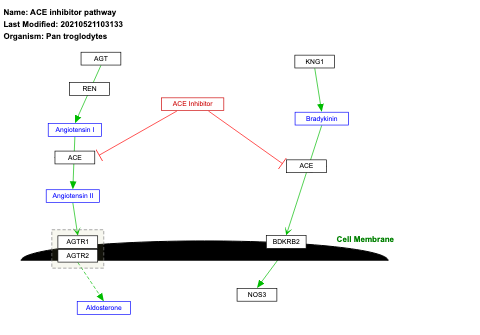 Name: ACE inhibitor pathway
Last Modified: 20210521103133
Organism: Pan troglodytes
AGT
KNG1
REN
ACE Inhibitor
Angiotensin I
Bradykinin
ACE
ACE
Angiotensin II
AGTR1
BDKRB2
Cell Membrane
AGTR2
NOS3
Aldosterone